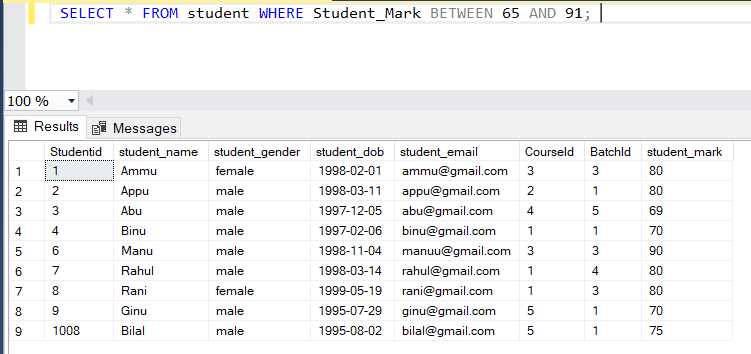 SELECT * FROM student WHERE Student_Mark BETWEEN 65 AND 91;
100 %
Results Messages
Studentid student_name student_gender student_dob student_email CourseId BatchId student_mark
1 1 Ammu female 1998-02-01 ammu@gmail.com 3 3 80
2 2 Appu male 1998-03-11 appu@gmail.com 2 1 80
3 3 Abu male 1997-12-05 abu@gmail.com 4 5 69
4 4 Binu male 1997-02-06 binu@gmail.com 1 1 70
5 6 Manu male 1998-11-04 manuu@gmail.com 3 3 90
6 7 Rahul male 1998-03-14 rahul@gmail.com 1 4 80
7 8 Rani female 1999-05-19 rani@gmail.com 1 3 80
8 9 Ginu male 1995-07-29 ginu@gmail.com 5 1 70
9 1008 Bilal male 1995-08-02 bilal@gmail.com 5 1 75